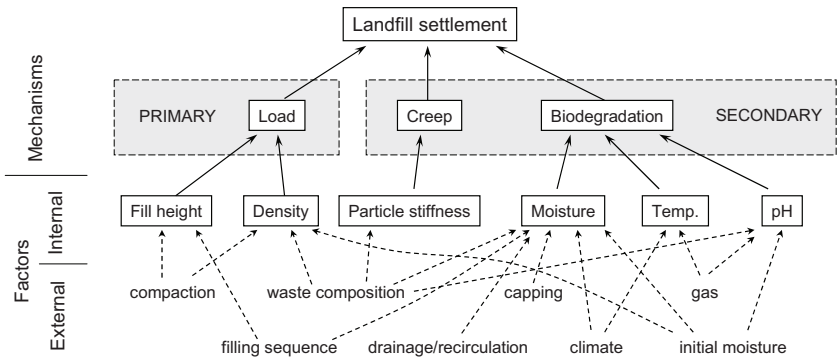 Landfill settlement
Mechanisms
PRIMARY
Load
Creep
Biodegradation
SECONDARY
Factors
Internal
Fill height
Density
Particle stiffness
Moisture
Temp.
pH
External
compaction
waste composition
capping
gas
filling sequence
drainage/recirculation
climate
initial moisture